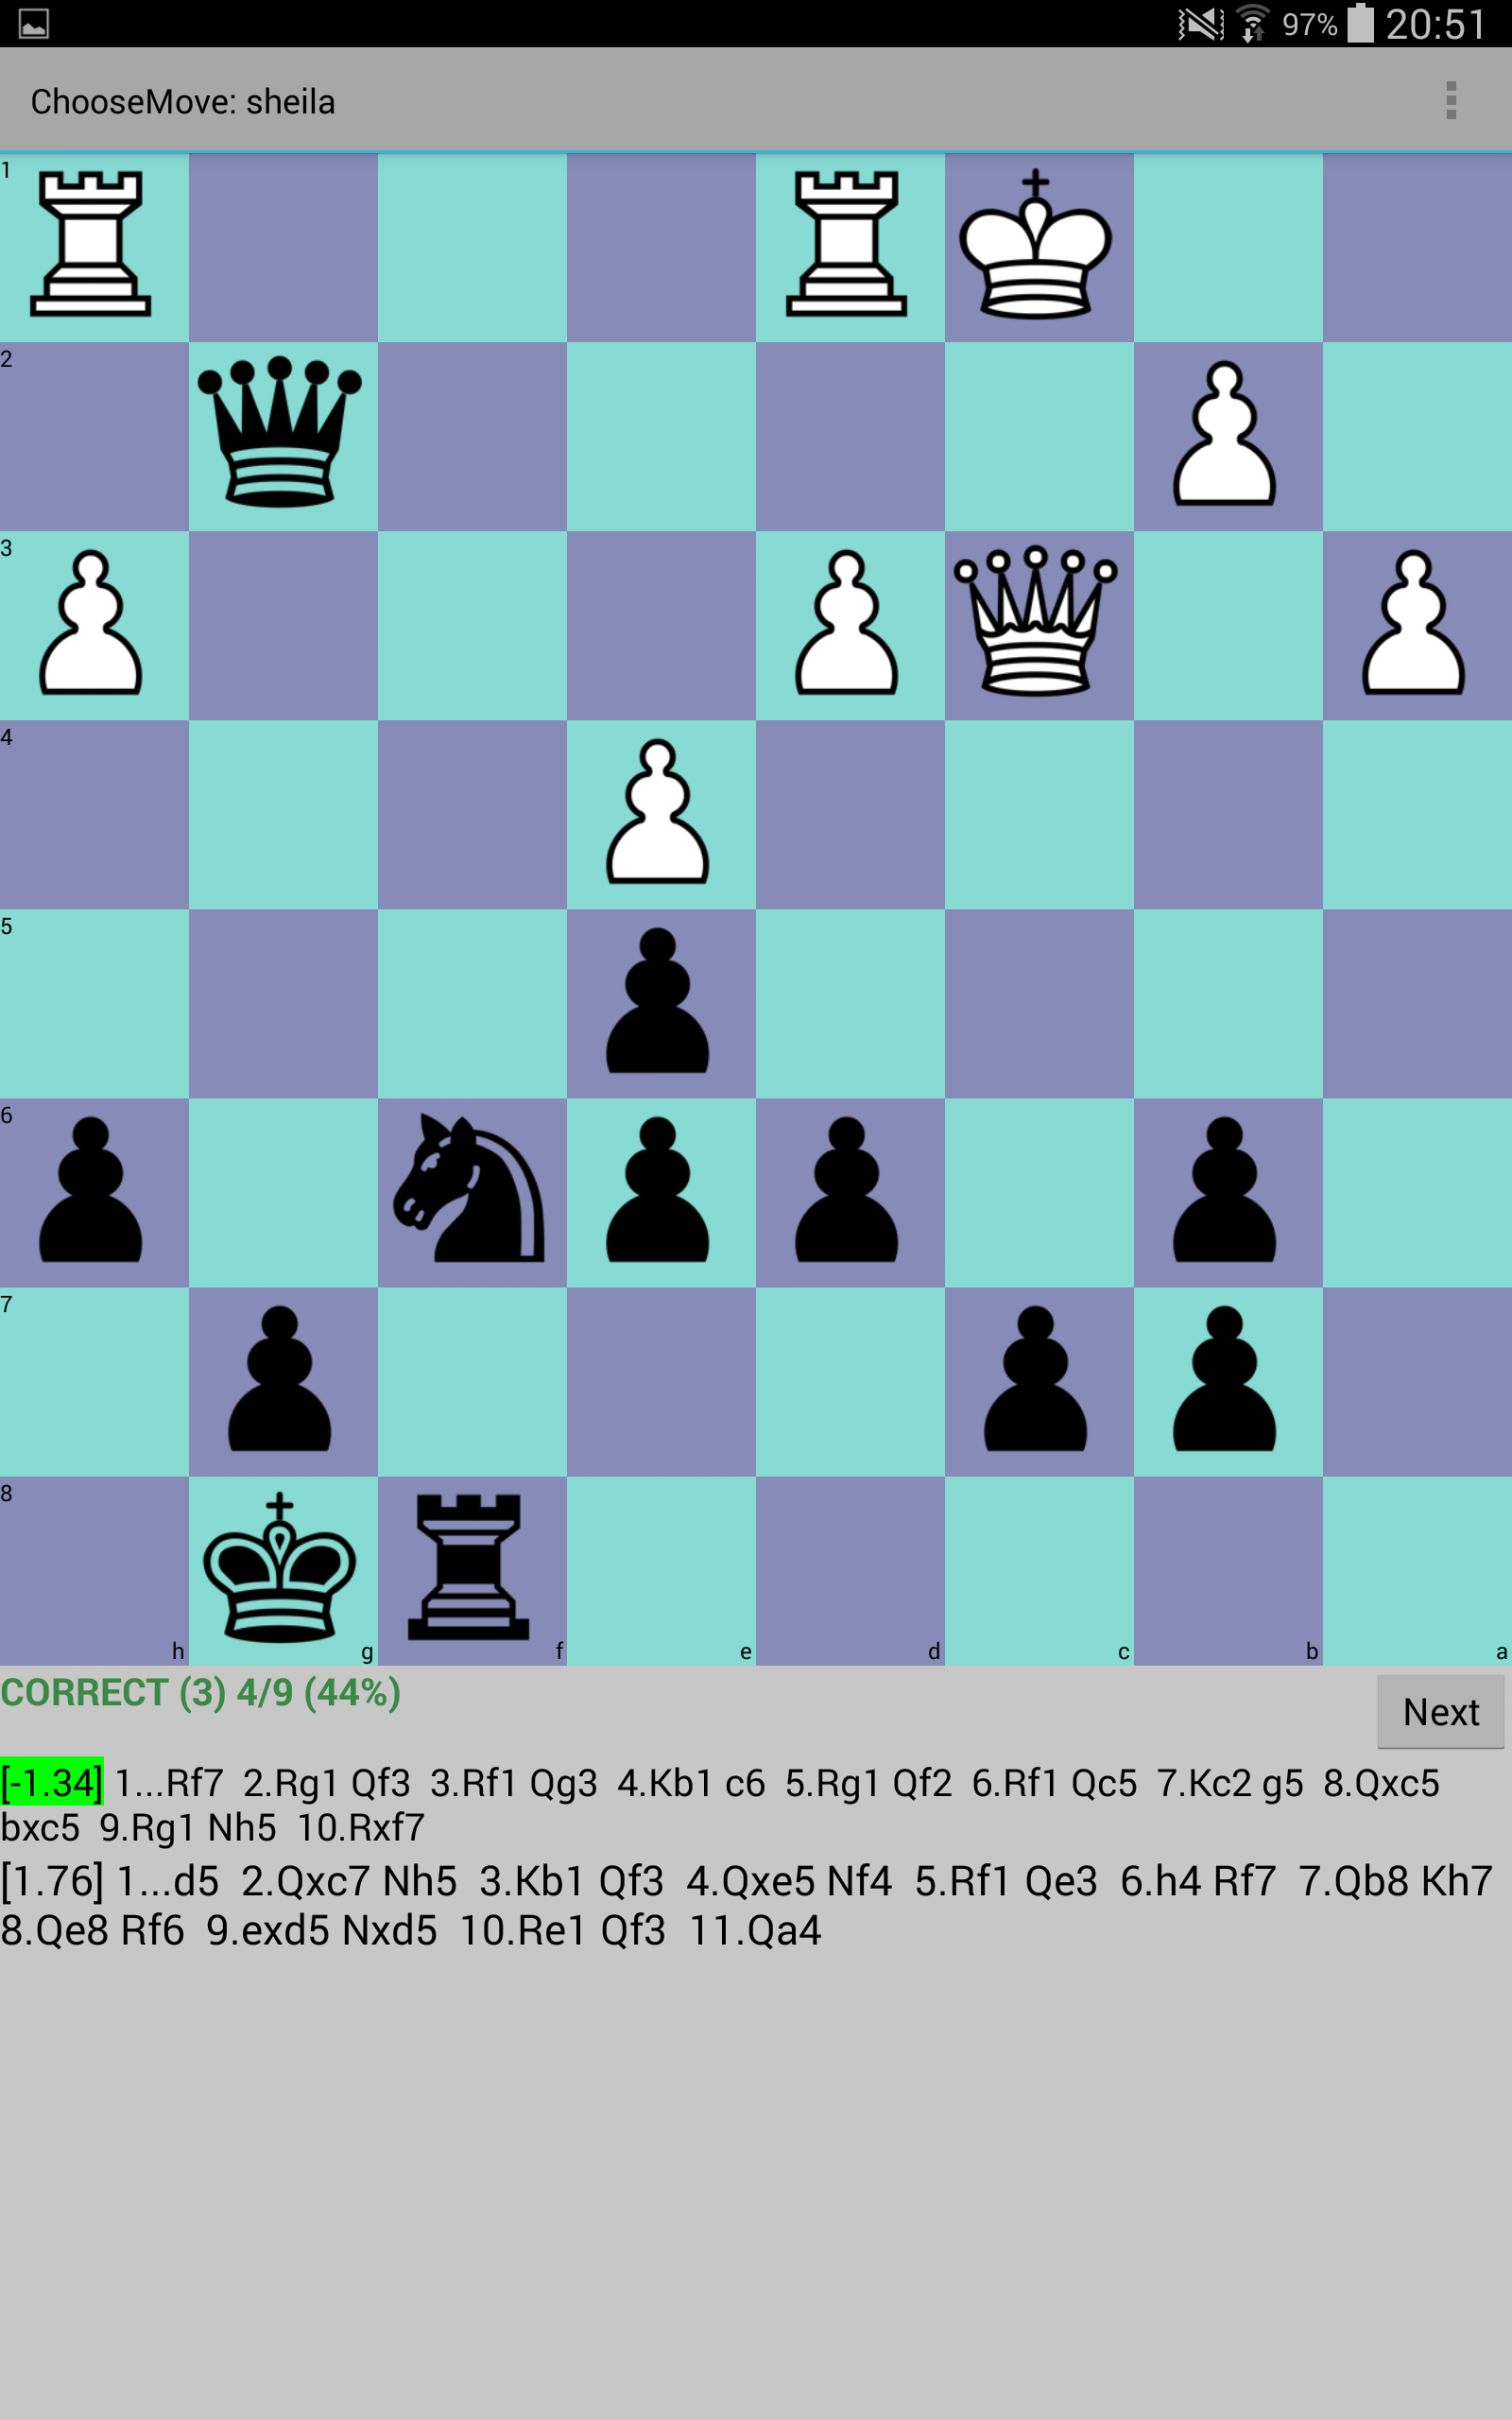 97% 20:51
ChooseMove: sheila
1
2
3
4
5
6
7
8
h g f e d c b a
CORRECT (3) 4/9 (44%)
Next
[-1.34] 1...Rf7 2.Rg1 Qf3 3.Rf1 Qg3 4.Kb1 c6 5.Rg1 Qf2 6.Rf1 Qc5 7.Kc2 g5 8.Qxc5
bxc5 9.Rg1 Nh5 10.Rxf7
[1.76] 1...d5 2.Qxc7 Nh5 3.Kb1 Qf3 4.Qxe5 Nf4 5.Rf1 Qe3 6.h4 Rf7 7.Qb8 Kh7
8.Qe8 Rf6 9.exd5 Nxd5 10.Re1 Qf3 11.Qa4